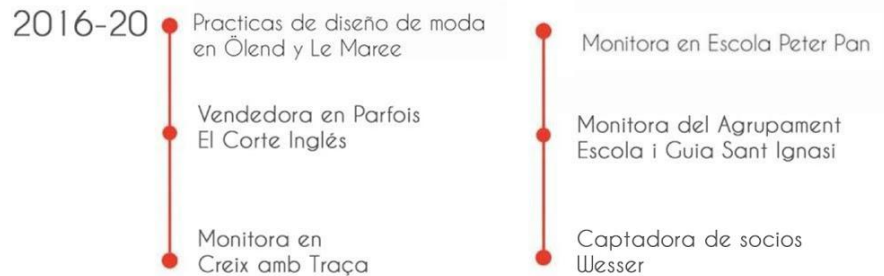 2016-20
Practicas de diseño de moda
en Ölend y Le Maree
Vendedora en Parfois
El Corte Inglés
Monitora en
Creix amb Traça
Monitora en Escola Peter Pan
Monitora del Agrupament
Escola i Guia Sant Ignasi
Captadora de socios
Wesser